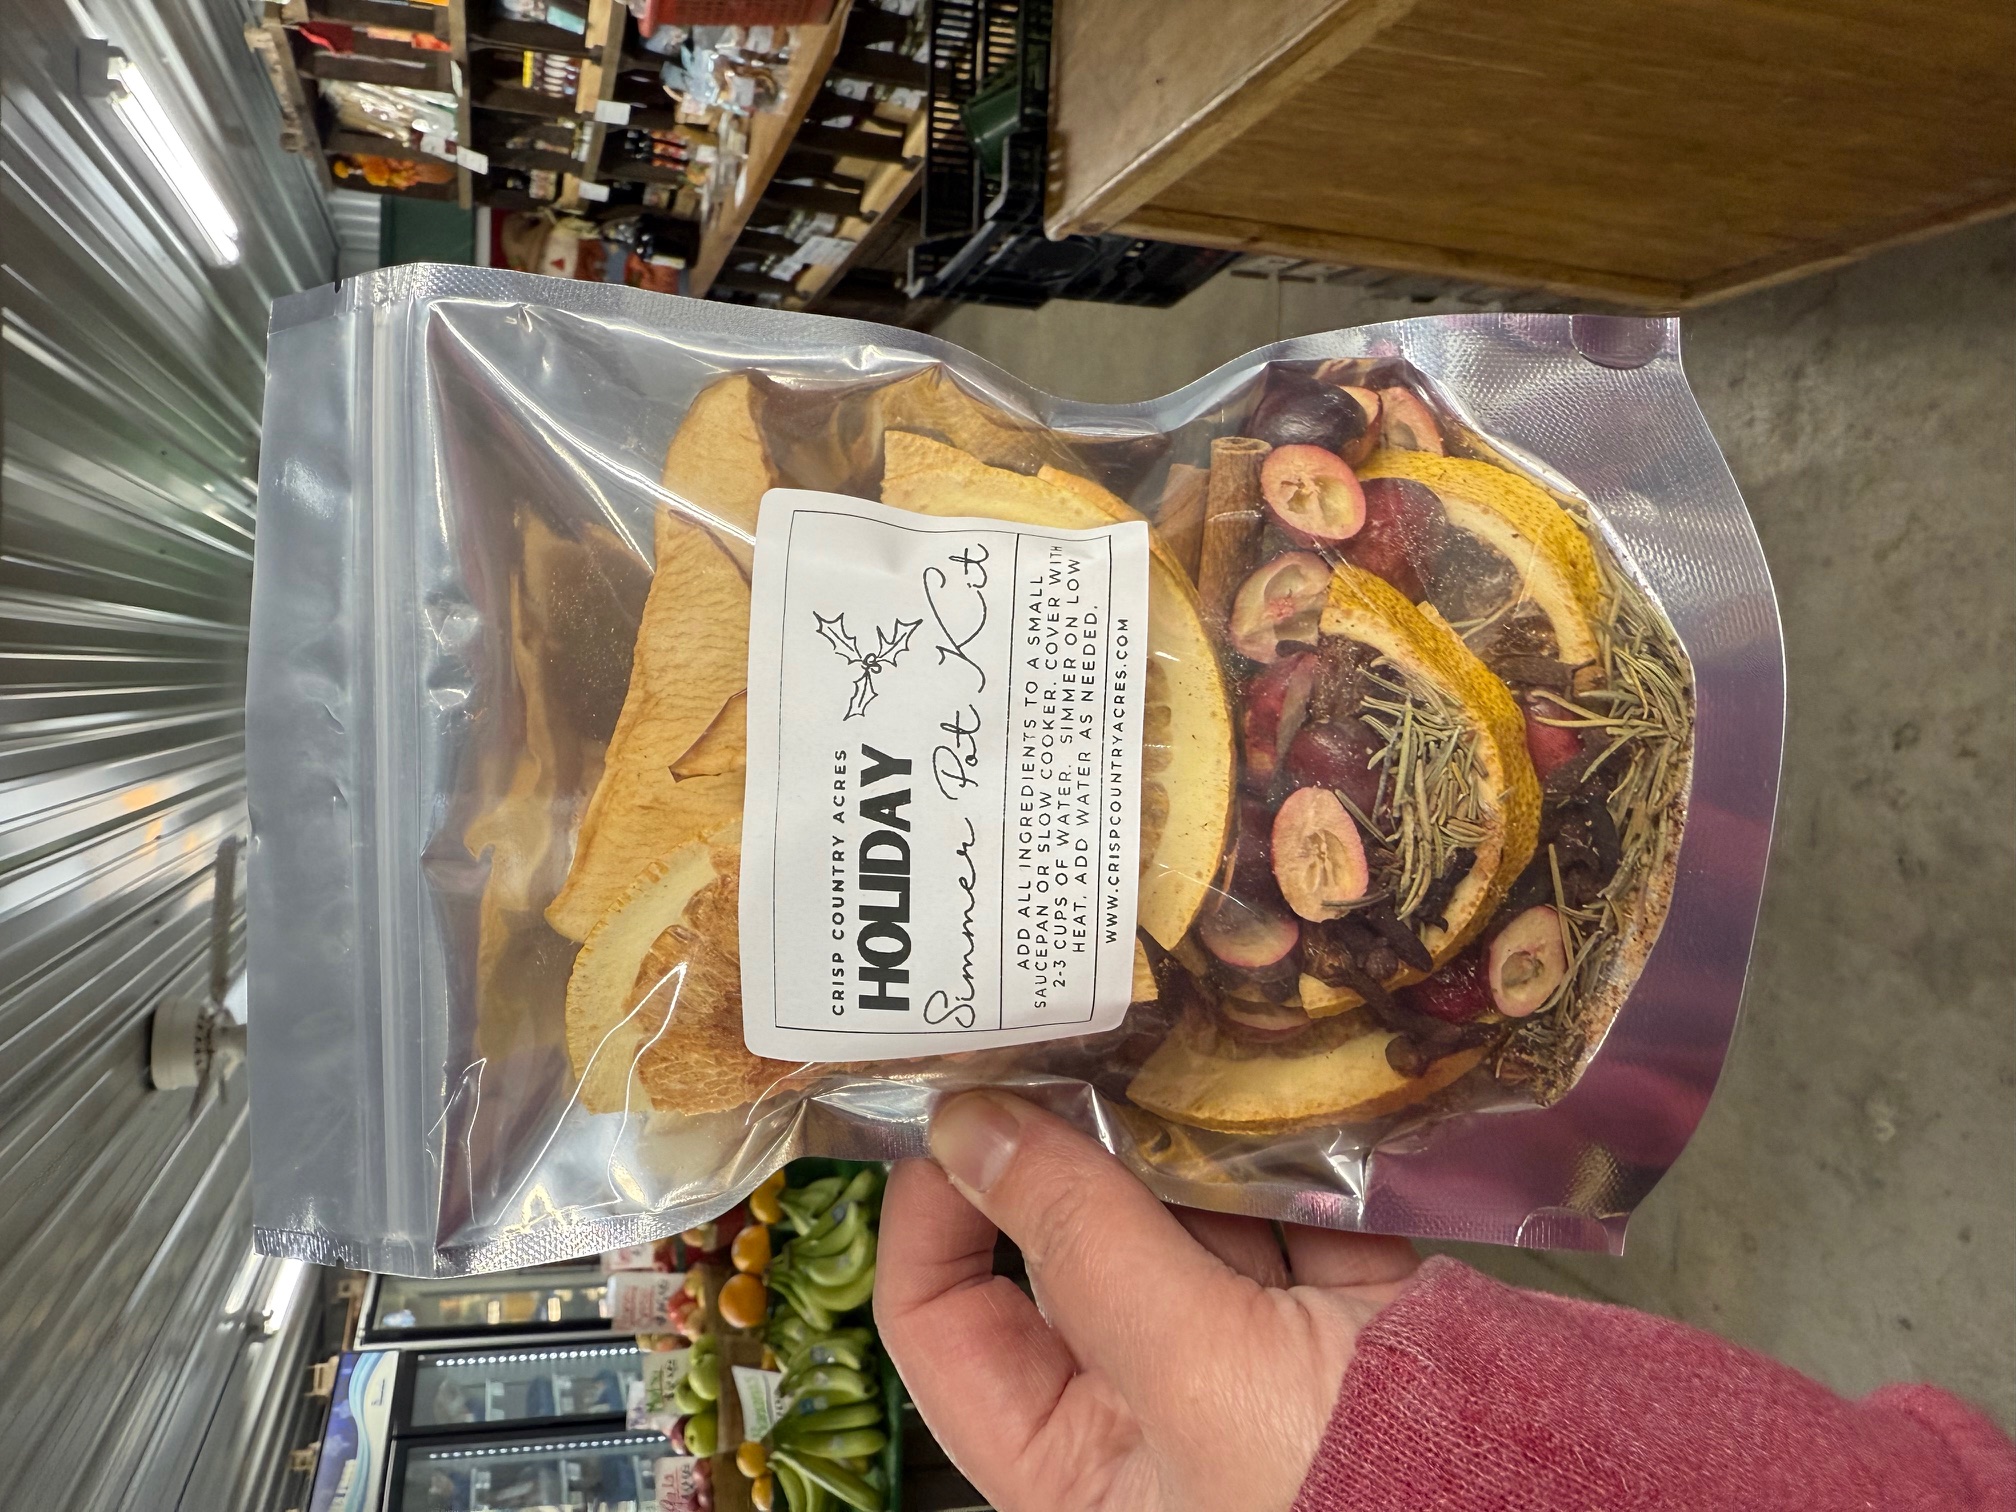 CRISP COUNTRY ACRES
HOLIDAY
Simmer Pot Kit
ADD ALL INGREDIENTS TO A SMALL
SAUCEPAN OR SLOW COOKER. COVER WITH
2-3 CUPS OF WATER. SIMMER ON LOW
HEAT. ADD WATER AS NEEDED.
WWW.CRISPCOUNTRYACRES.COM